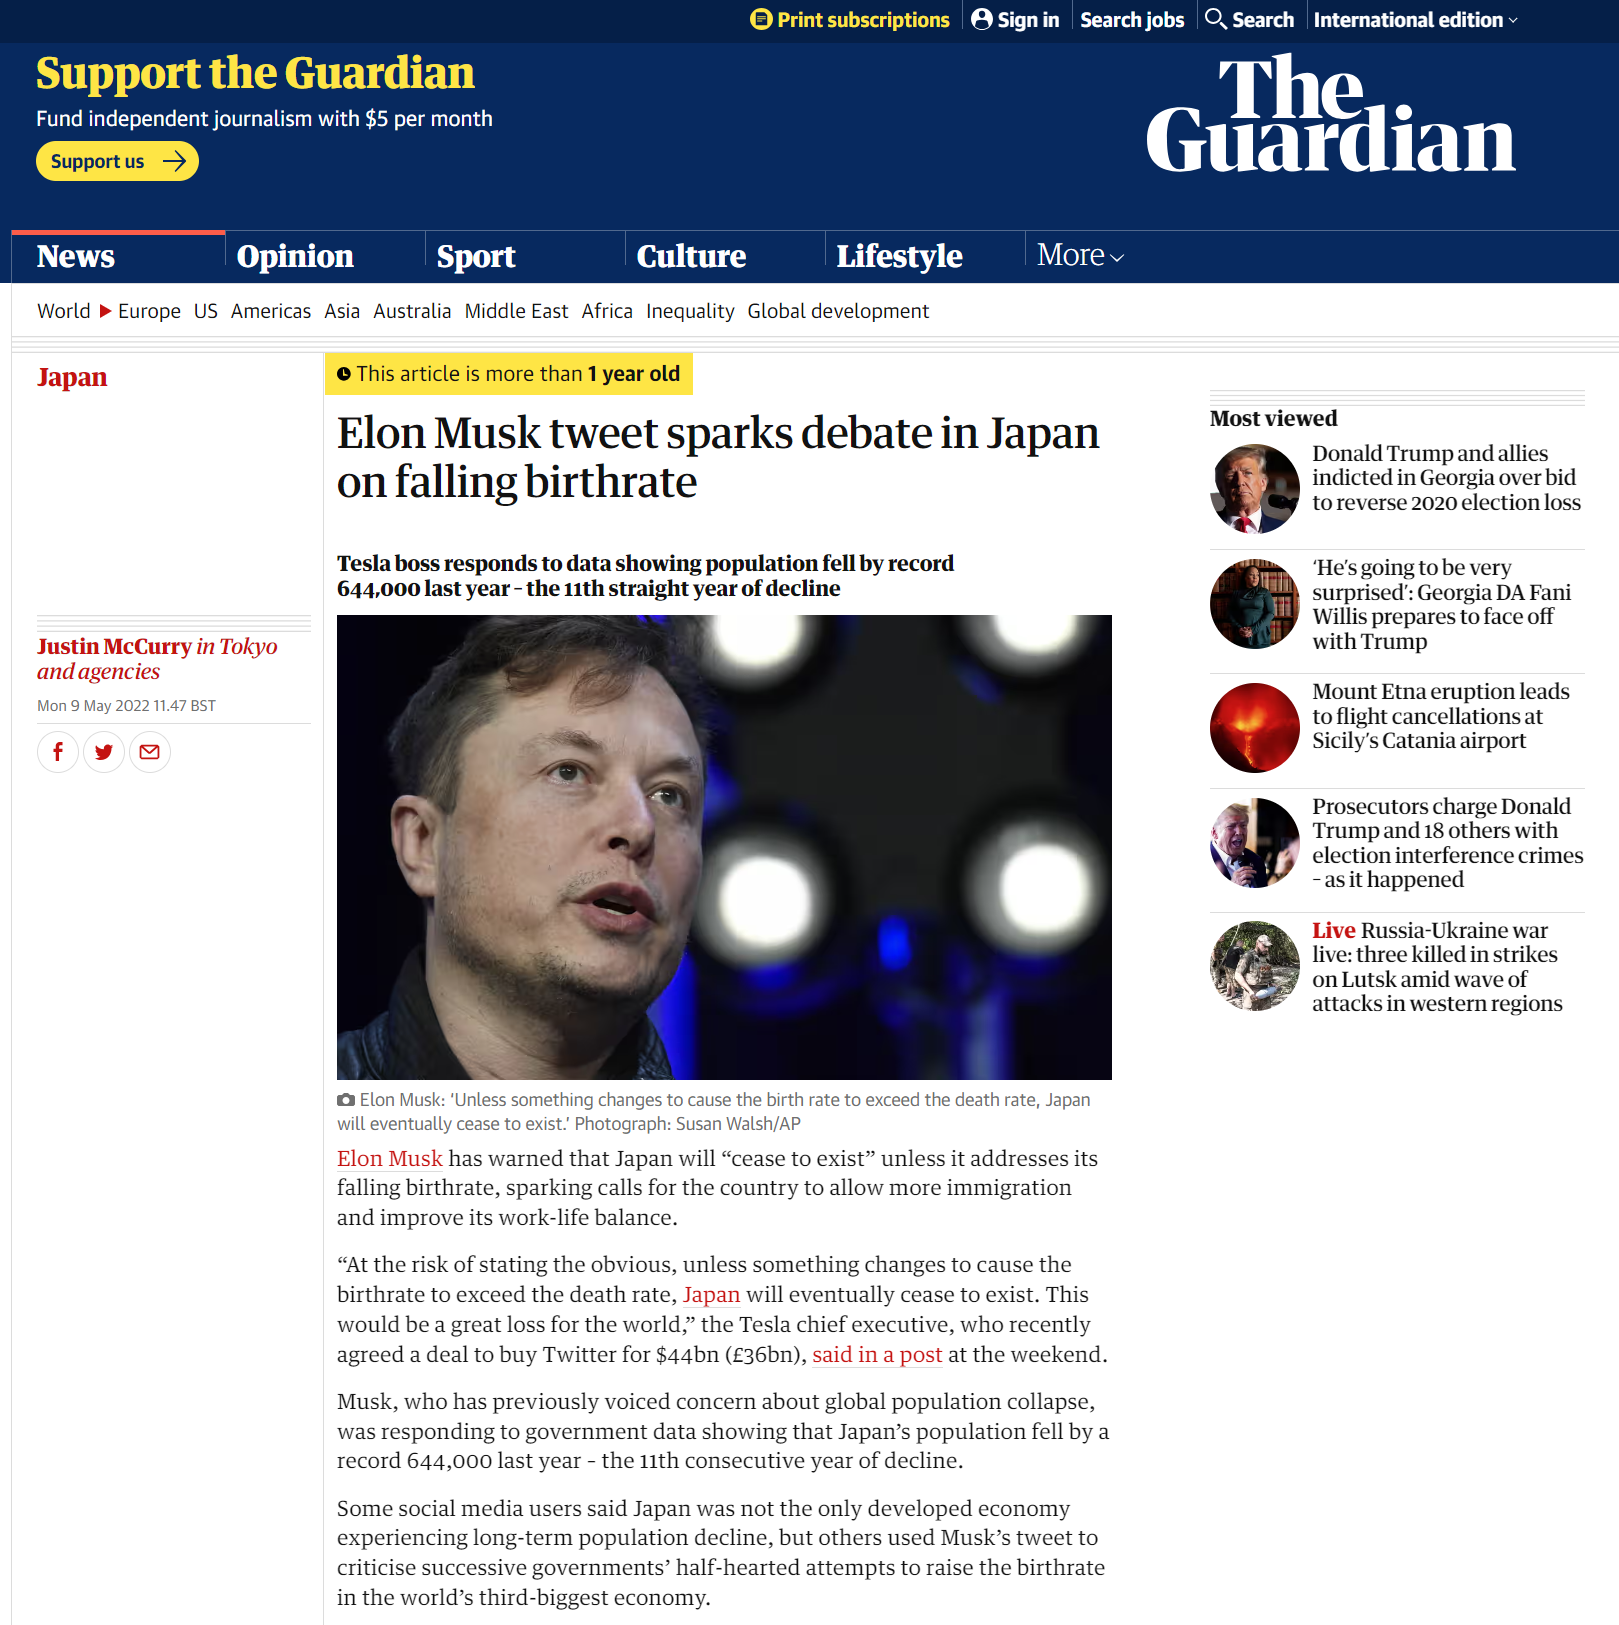 Print subscriptions
Sign in
Search jobs
Search
International edition
Support the Guardian
Fund independent journalism with $5 per month
Support us
The
Guardian
News
Opinion
Sport
Culture
Lifestyle
More
World
Europe
US
Americas
Asia
Australia
Middle East
Africa
Inequality
Global development
Japan
This article is more than 1 year old
Elon Musk tweet sparks debate in Japan
on falling birthrate
Tesla boss responds to data showing population fell by record
644,000 last year – the 11th straight year of decline
Justin McCurry in Tokyo
and agencies
Mon 9 May 2022 11.47 BST
Elon Musk: ‘Unless something changes to cause the birth rate to exceed the death rate, Japan
will eventually cease to exist.’ Photograph: Susan Walsh/AP
Elon Musk has warned that Japan will “cease to exist” unless it addresses its
falling birthrate, sparking calls for the country to allow more immigration
and improve its work-life balance.
“At the risk of stating the obvious, unless something changes to cause the
birthrate to exceed the death rate, Japan will eventually cease to exist. This
would be a great loss for the world,” the Tesla chief executive, who recently
agreed a deal to buy Twitter for $44bn (£36bn), said in a post at the weekend.
Musk, who has previously voiced concern about global population collapse,
was responding to government data showing that Japan’s population fell by a
record 644,000 last year – the 11th consecutive year of decline.
Some social media users said Japan was not the only developed economy
experiencing long-term population decline, but others used Musk’s tweet to
criticise successive governments’ half-hearted attempts to raise the birthrate
in the world’s third-biggest economy.
Most viewed
Donald Trump and allies
indicted in Georgia over bid
to reverse 2020 election loss
‘He’s going to be very
surprised’: Georgia DA Fani
Willis prepares to face off
with Trump
Mount Etna eruption leads
to flight cancellations at
Sicily’s Catania airport
Prosecutors charge Donald
Trump and 18 others with
election interference crimes
– as it happened
Live Russia-Ukraine war
live: three killed in strikes
on Lutsk amid wave of
attacks in western regions